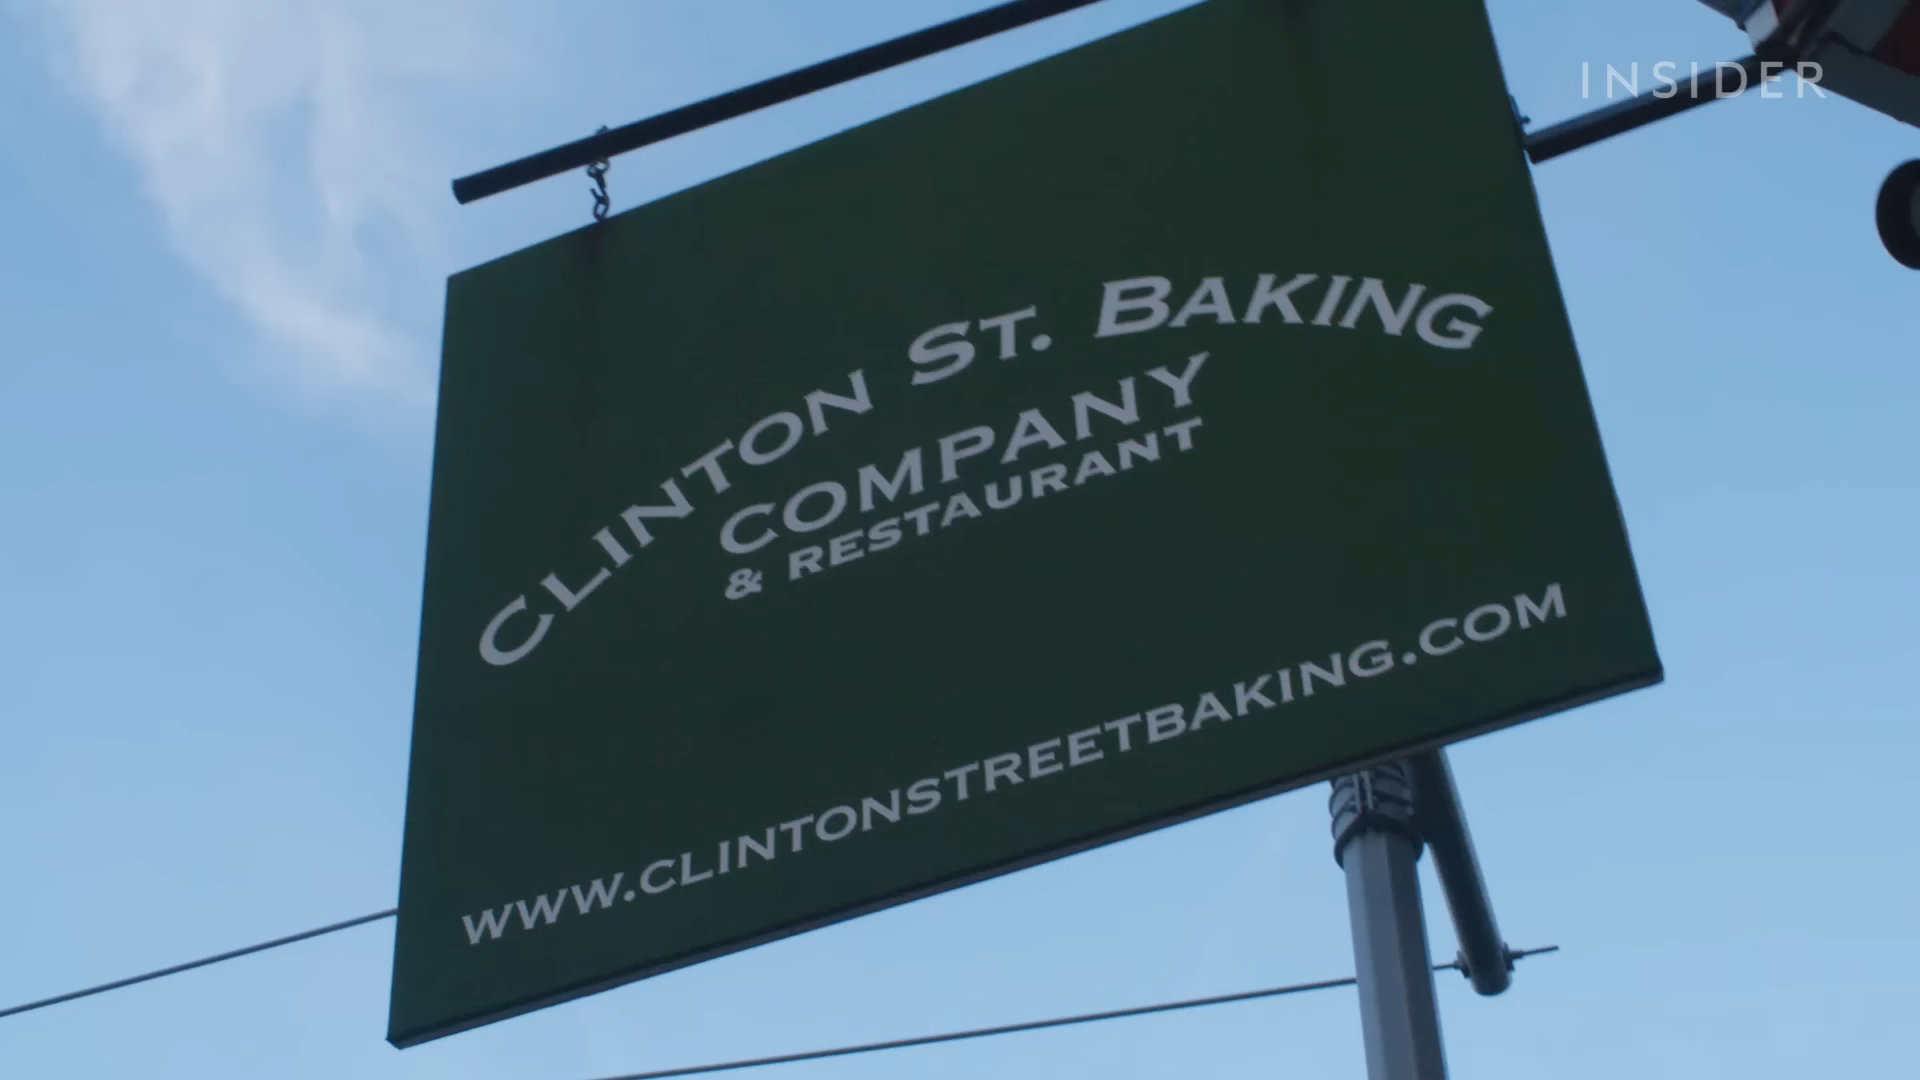 INSIDER
CLINTON ST. BAKING
COMPANY
& RESTAURANT
WWW.CLINTONSTREETBAKING.COM